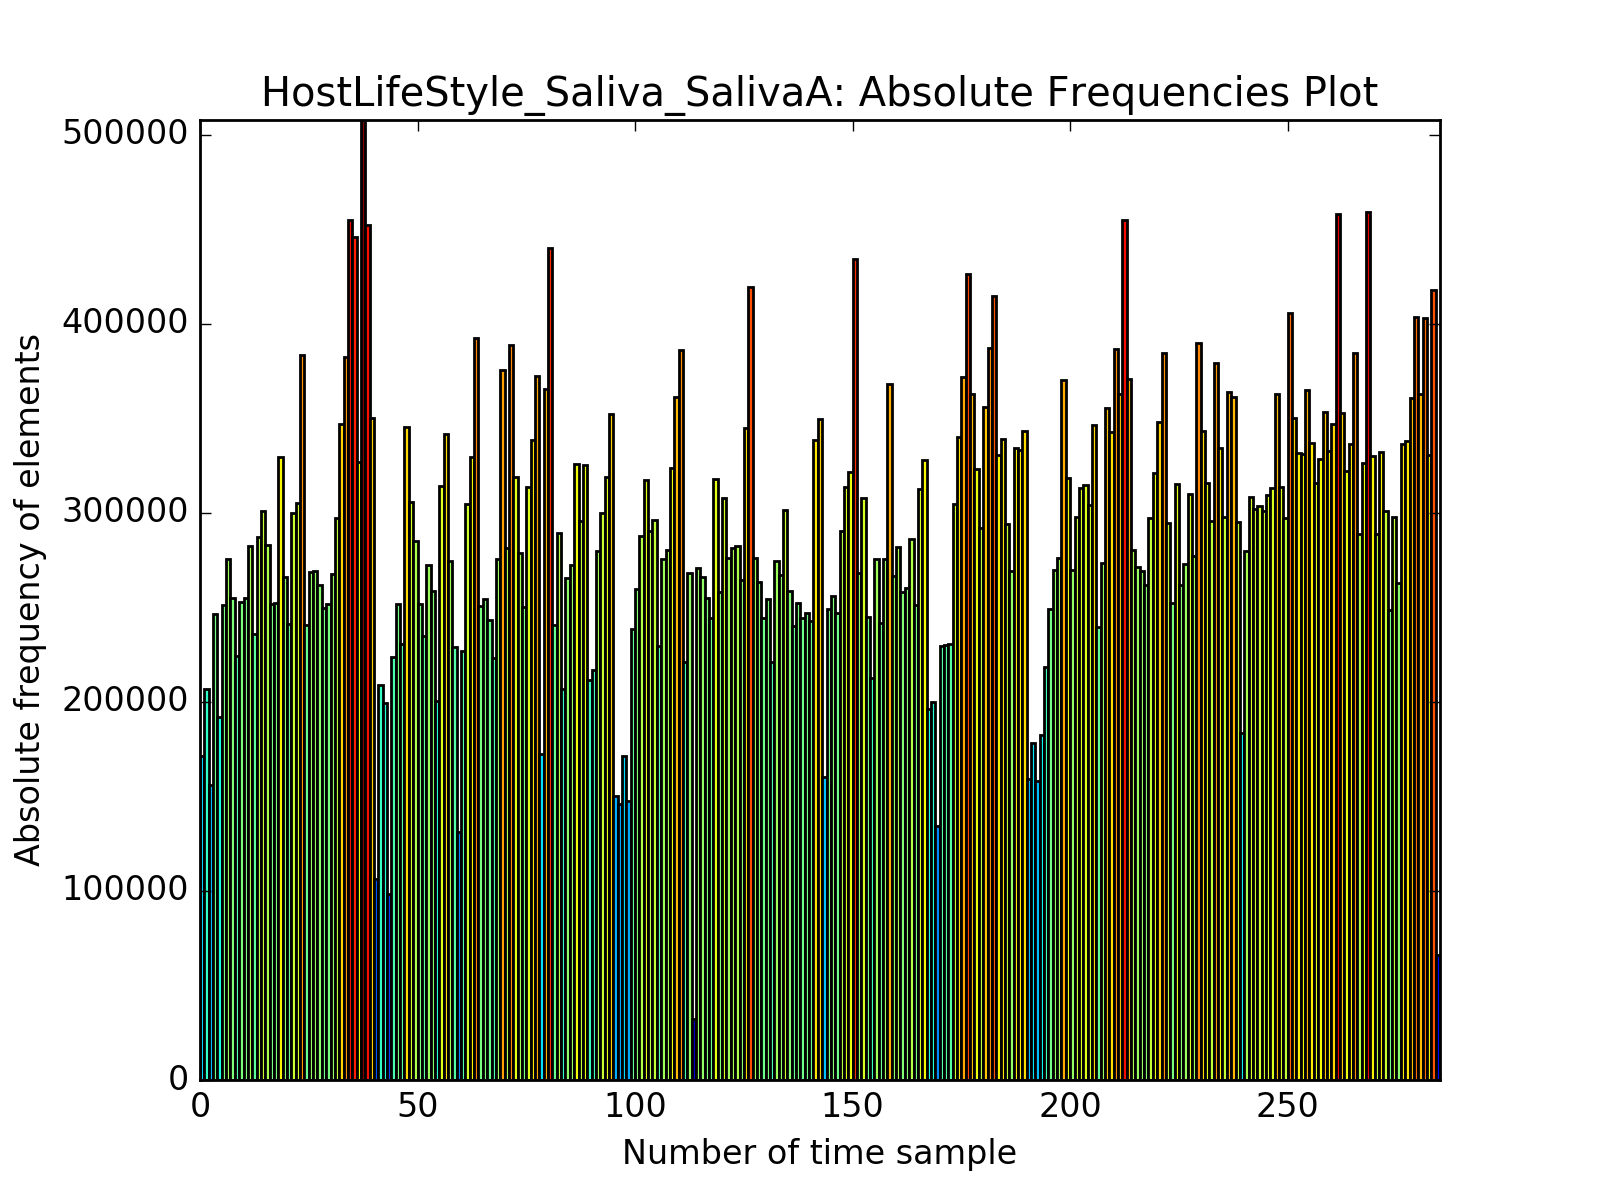 HostLifeStyle_Saliva_SalivaA: Absolute Frequencies Plot
500000
400000
300000
200000
100000
0
Absolute frequency of elements
0 50 100 150 200 250
Number of time sample